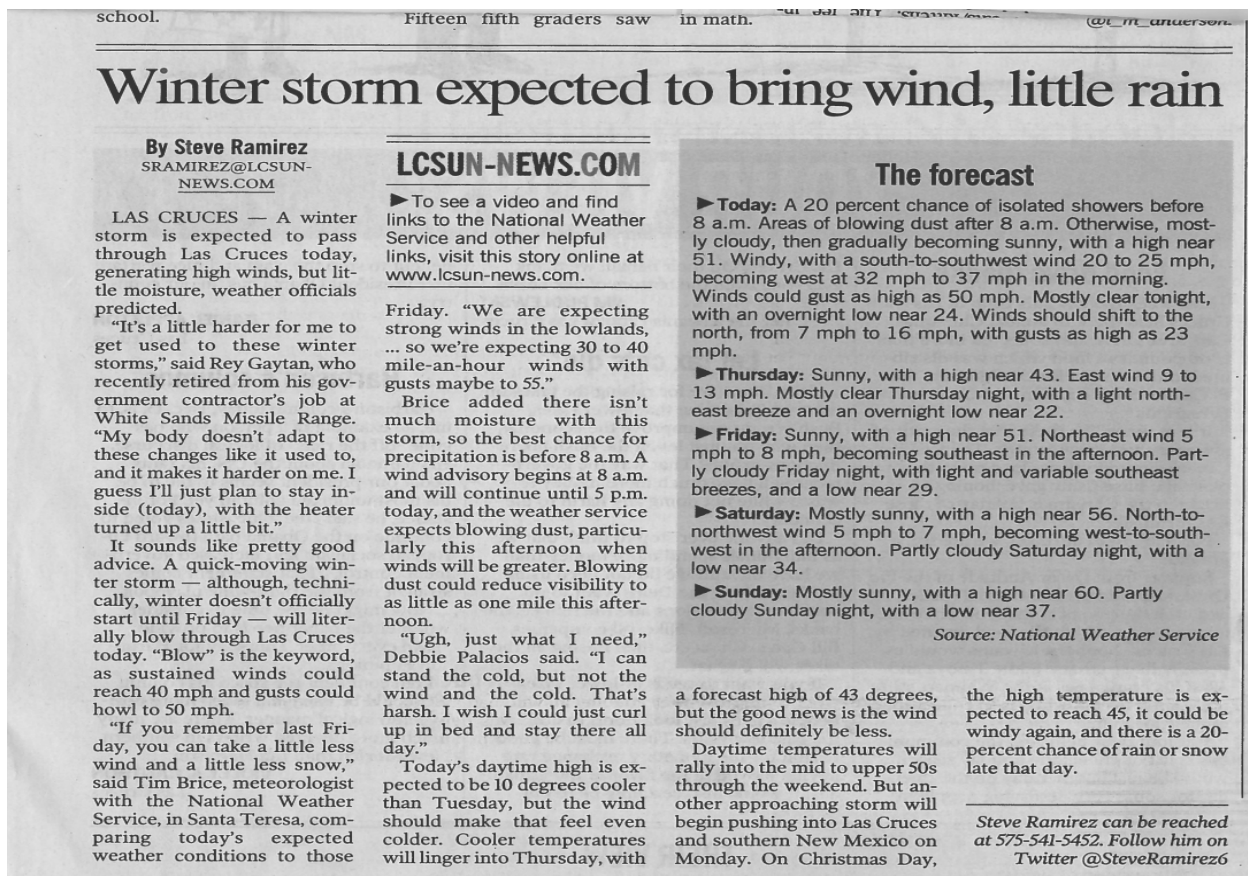 school.
Fifteen fifth graders saw
in math.
@t_m_anderson.
Winter storm expected to bring wind, little rain
By Steve Ramirez
SRAMIREZ@LCSUN-
NEWS.COM
LAS CRUCES — A winter
storm is expected to pass
through Las Cruces today,
generating high winds, but lit-
tle moisture, weather officials
predicted.
“It’s a little harder for me to
get used to these winter
storms,” said Rey Gaytan, who
recently retired from his gov-
ernment contractor’s job at
White Sands Missile Range.
“My body doesn’t adapt to
these changes like it used to,
and it makes it harder on me. I
guess I’ll just plan to stay in-
side (today), with the heater
turned up a little bit.”
It sounds like pretty good
advice. A quick-moving win-
ter storm — although, techni-
cally, winter doesn’t officially
start until Friday — will liter-
ally blow through Las Cruces
today. “Blow” is the keyword,
as sustained winds could
reach 40 mph and gusts could
howl to 50 mph.
“If you remember last Fri-
day, you can take a little less
wind and a little less snow,”
said Tim Brice, meteorologist
with the National Weather
Service, in Santa Teresa, com-
paring today’s expected
weather conditions to those
LCSUN-NEWS.COM
►To see a video and find
links to the National Weather
Service and other helpful
links, visit this story online at
www.lcsun-news.com.
Friday. “We are expecting
strong winds in the lowlands,
... so we’re expecting 30 to 40
mile-an-hour winds with
gusts maybe to 55.”
Brice added there isn’t
much moisture with this
storm, so the best chance for
precipitation is before 8 a.m. A
wind advisory begins at 8 a.m.
and will continue until 5 p.m.
today, and the weather service
expects blowing dust, particu-
larly this afternoon when
winds will be greater. Blowing
dust could reduce visibility to
as little as one mile this after-
noon.
“Ugh, just what I need,”
Debbie Palacios said. “I can
stand the cold, but not the
wind and the cold. That’s
harsh. I wish I could just curl
up in bed and stay there all
day.”
Today’s daytime high is ex-
pected to be 10 degrees cooler
than Tuesday, but the wind
should make that feel even
colder. Cooler temperatures
will linger into Thursday, with
The forecast
►Today: A 20 percent chance of isolated showers before
8 a.m. Areas of blowing dust after 8 a.m. Otherwise, most-
ly cloudy, then gradually becoming sunny, with a high near
51. Windy, with a south-to-southwest wind 20 to 25 mph,
becoming west at 32 mph to 37 mph in the morning.
Winds could gust as high as 50 mph. Mostly clear tonight,
with an overnight low near 24. Winds should shift to the
north, from 7 mph to 16 mph, with gusts as high as 23
mph.
►Thursday: Sunny, with a high near 43. East wind 9 to
13 mph. Mostly clear Thursday night, with a light north-
east breeze and an overnight low near 22.
►Friday: Sunny, with a high near 51. Northeast wind 5
mph to 8 mph, becoming southeast in the afternoon. Part-
ly cloudy Friday night, with light and variable southeast
breezes, and a low near 29.
►Saturday: Mostly sunny, with a high near 56. North-to-
northwest wind 5 mph to 7 mph, becoming west-to-south-
west in the afternoon. Partly cloudy Saturday night, with a
low near 34.
►Sunday: Mostly sunny, with a high near 60. Partly
cloudy Sunday night, with a low near 37.
Source: National Weather Service
a forecast high of 43 degrees,
but the good news is the wind
should definitely be less.
Daytime temperatures will
rally into the mid to upper 50s
through the weekend. But an-
other approaching storm will
begin pushing into Las Cruces
and southern New Mexico on
Monday. On Christmas Day,
the high temperature is ex-
pected to reach 45, it could be
windy again, and there is a 20-
percent chance of rain or snow
late that day.
Steve Ramirez can be reached
at 575-541-5452. Follow him on
Twitter @SteveRamirez6